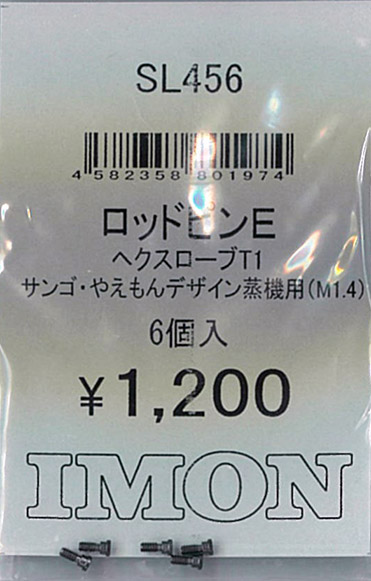 SL456
4 582358 801974
ロッドピンE
ヘクスローブT1
サンゴ・やえもんデザイン蒸機用(M1.4)
6個入
¥1,200
IMON